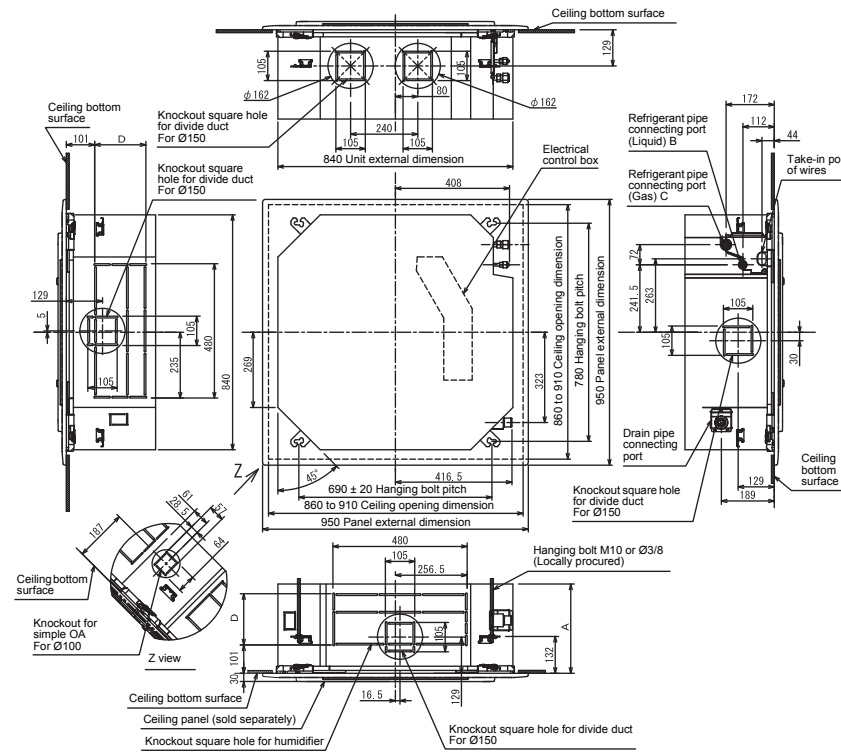 Ceiling bottom surface
129
105
105
φ162
80
φ162
Knockout square hole
for divide duct
For Ø150
240
105
105
840 Unit external dimension
Ceiling bottom
surface
101
D
Knockout square
hole for divide duct
For Ø150
129
5
105
105
235
480
840
Electrical
control box
408
269
323
860 to 910 Ceiling opening dimension
780 Hanging bolt pitch
950 Panel external dimension
45°
416.5
690 ± 20 Hanging bolt pitch
860 to 910 Ceiling opening dimension
950 Panel external dimension
Z
172
112
44
Refrigerant pipe
connecting port
(Liquid) B
Refrigerant pipe
connecting port
(Gas) C
Take-in po
of wires
72
241.5
263
105
105
30
Drain pipe
connecting
port
129
189
Ceiling
bottom
surface
Knockout square hole
for divide duct
For Ø150
187
28.5
61
57
64
Ceiling bottom
surface
Knockout for
simple OA
For Ø100
Z view
480
105
256.5
Hanging bolt M10 or Ø3/8
(Locally procured)
D
101
30
105
129
132
A
16.5
Ceiling bottom surface
Ceiling panel (sold separately)
Knockout square hole for humidifier
Knockout square hole for divide duct
For Ø150